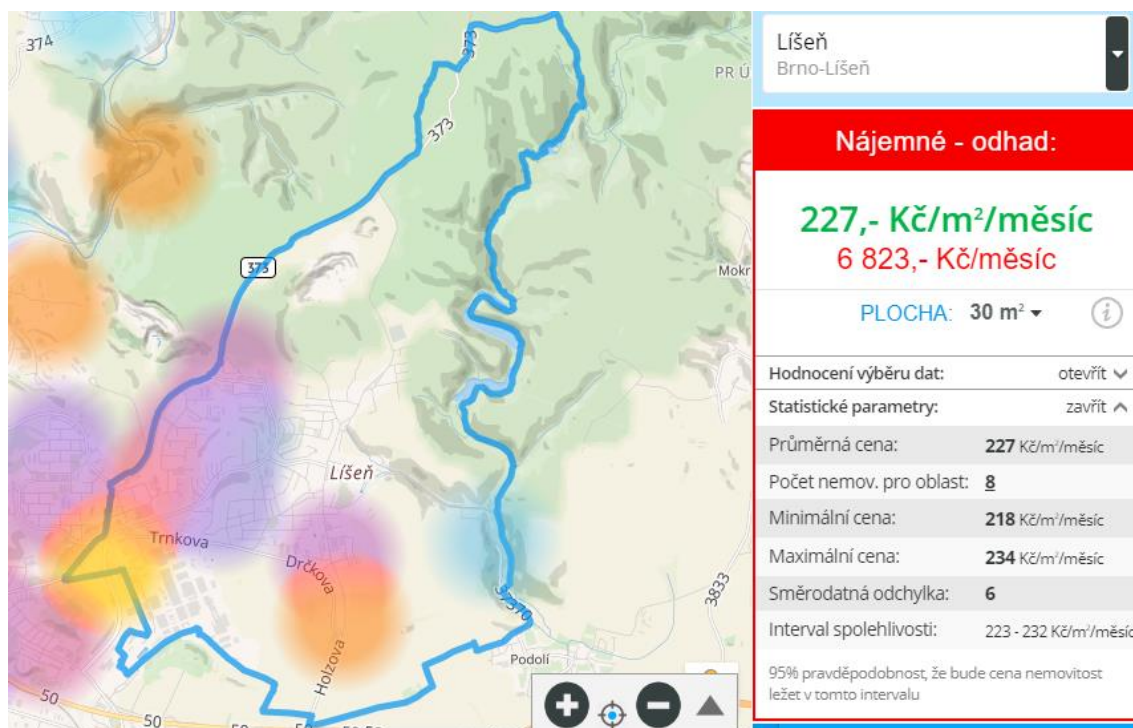 374
373
PR Ú
373
373
Mokr
Líšeň
Trnkova
Drčkova
Holzova
37370
3833
Podolí
50
50
50
50
Líšeň
Brno-Líšeň
Nájemné - odhad:
227,- Kč/m²/měsíc
6 823,- Kč/měsíc
PLOCHA: 30 m²
Hodnocení výběru dat: otevřít
Statistické parametry: zavřít
Průměrná cena: 227 Kč/m²/měsíc
Počet nemov. pro oblast: 8
Minimální cena: 218 Kč/m²/měsíc
Maximální cena: 234 Kč/m²/měsíc
Směrodatná odchylka: 6
Interval spolehlivosti: 223 - 232 Kč/m²/měsíc
95% pravděpodobnost, že bude cena nemovitost
ležet v tomto intervalu